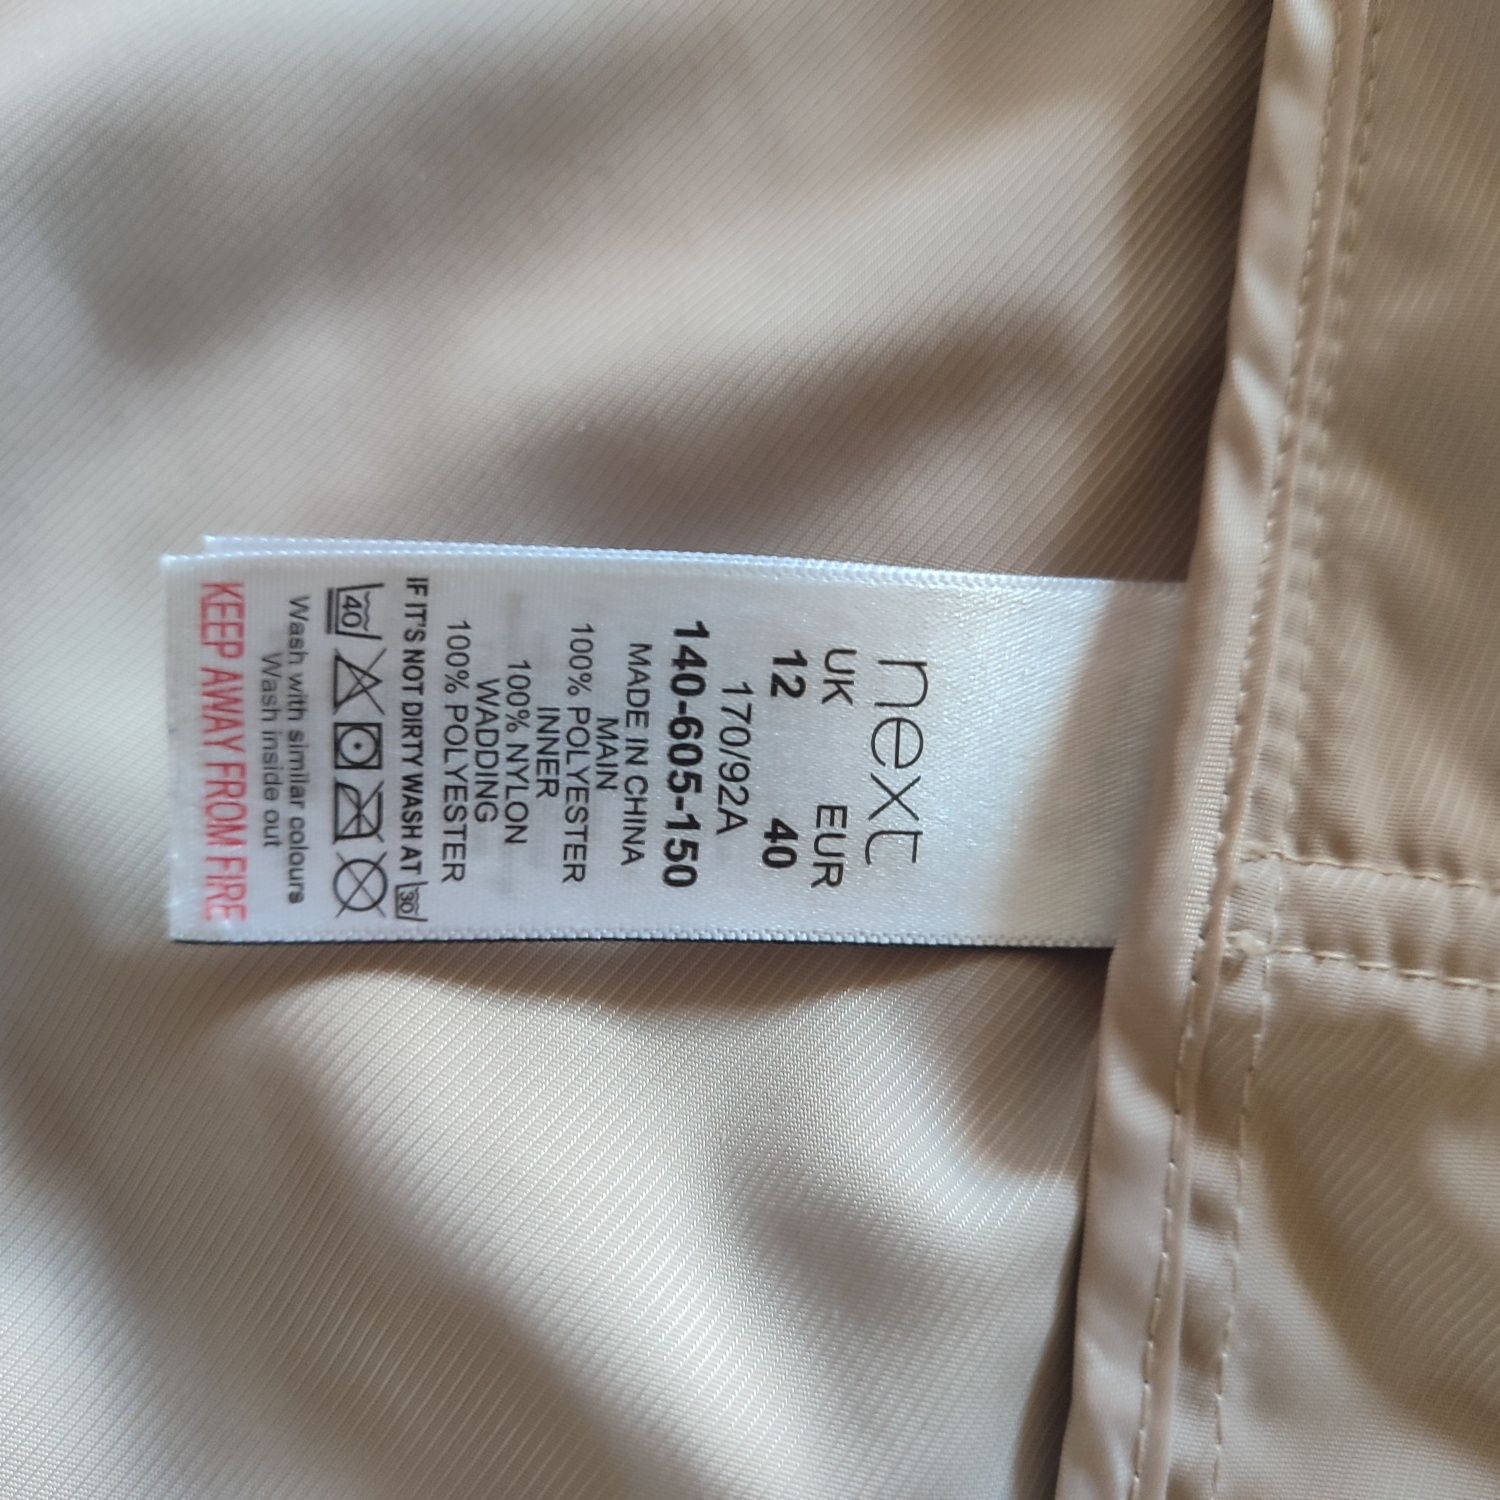 next
UK EUR
12 40
170/92A
140-605-150
MADE IN CHINA
MAIN
100% POLYESTER
INNER
100% NYLON
WADDING
100% POLYESTER
IF IT'S NOT DIRTY WASH AT 30
40
Wash with similar colours
Wash inside out
KEEP AWAY FROM FIRE